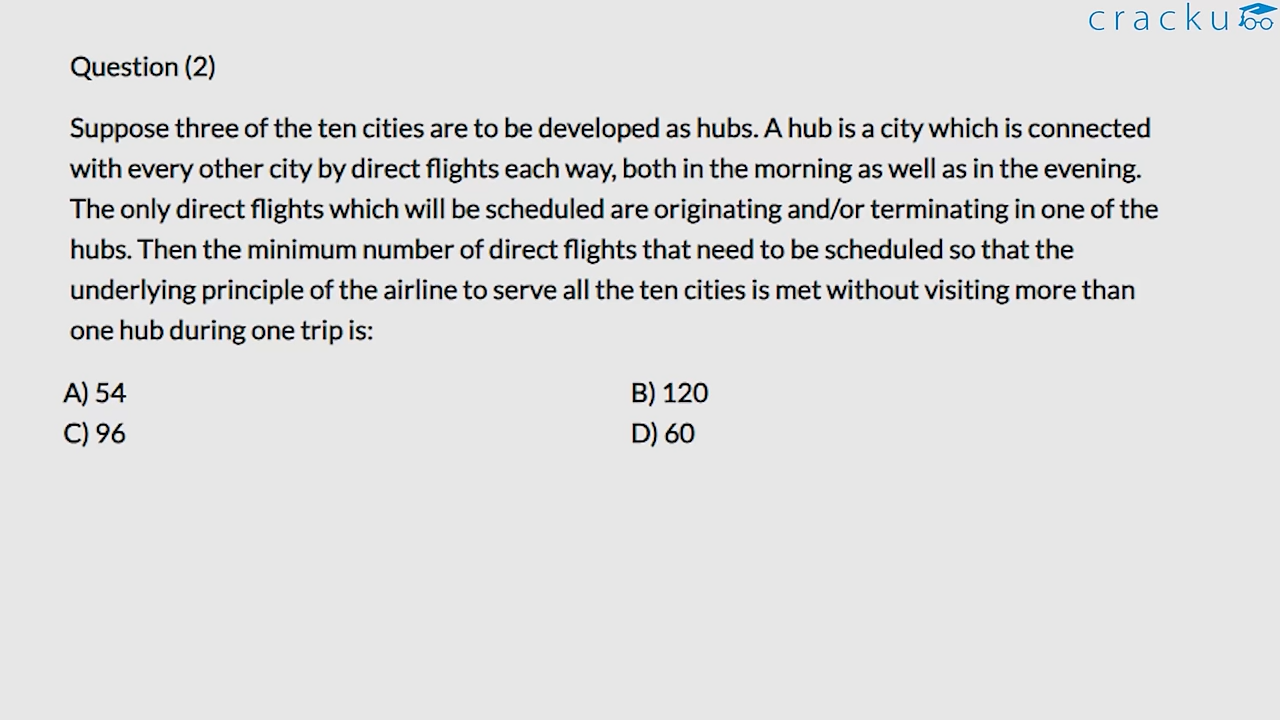 cracku
Question (2)
Suppose three of the ten cities are to be developed as hubs. A hub is a city which is connected
with every other city by direct flights each way, both in the morning as well as in the evening.
The only direct flights which will be scheduled are originating and/or terminating in one of the
hubs. Then the minimum number of direct flights that need to be scheduled so that the
underlying principle of the airline to serve all the ten cities is met without visiting more than
one hub during one trip is:
A) 54 B) 120
C) 96 D) 60